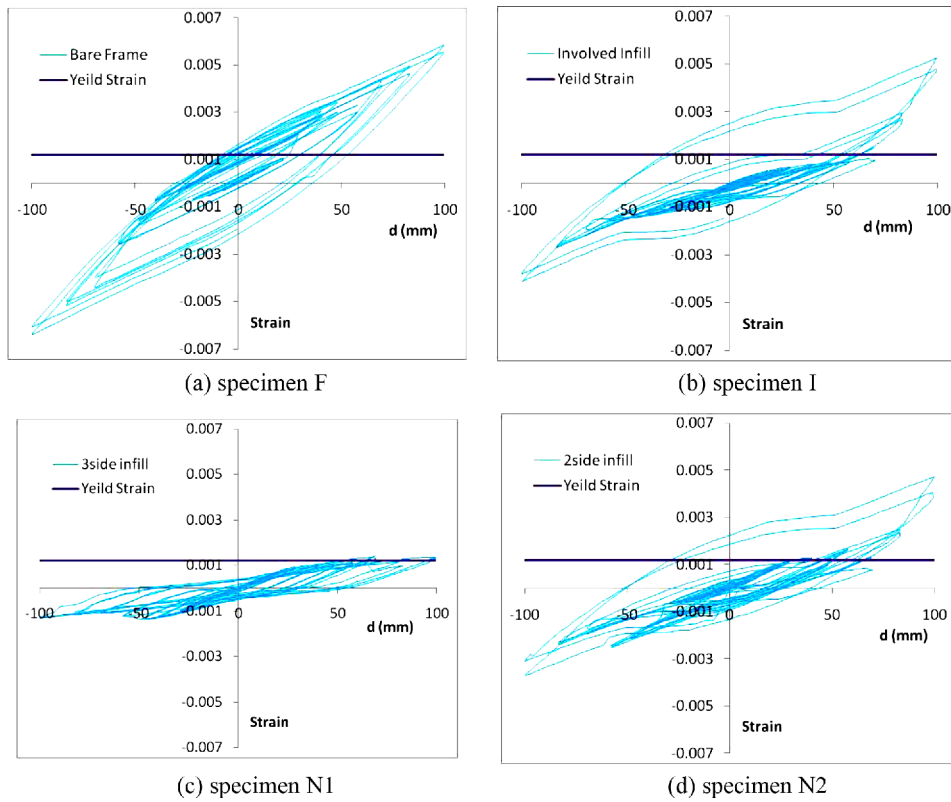 0.007
Bare Frame
Yeild Strain
0.005
0.003
0.001
-100
-50
0
50
100
-0.001
d (mm)
-0.003
-0.005
Strain
-0.007
(a) specimen F
0.007
Involved Infill
Yeild Strain
0.005
0.003
0.001
-100
-50
0
50
100
-0.001
d (mm)
-0.003
-0.005
Strain
-0.007
(b) specimen I
0.007
3side infill
Yeild Strain
0.005
0.003
0.001
-100
-50
0
50
100
-0.001
d (mm)
-0.003
-0.005
Strain
-0.007
(c) specimen N1
0.007
2side infill
Yeild Strain
0.005
0.003
0.001
-100
-50
0
50
100
-0.001
d (mm)
-0.003
-0.005
Strain
-0.007
(d) specimen N2